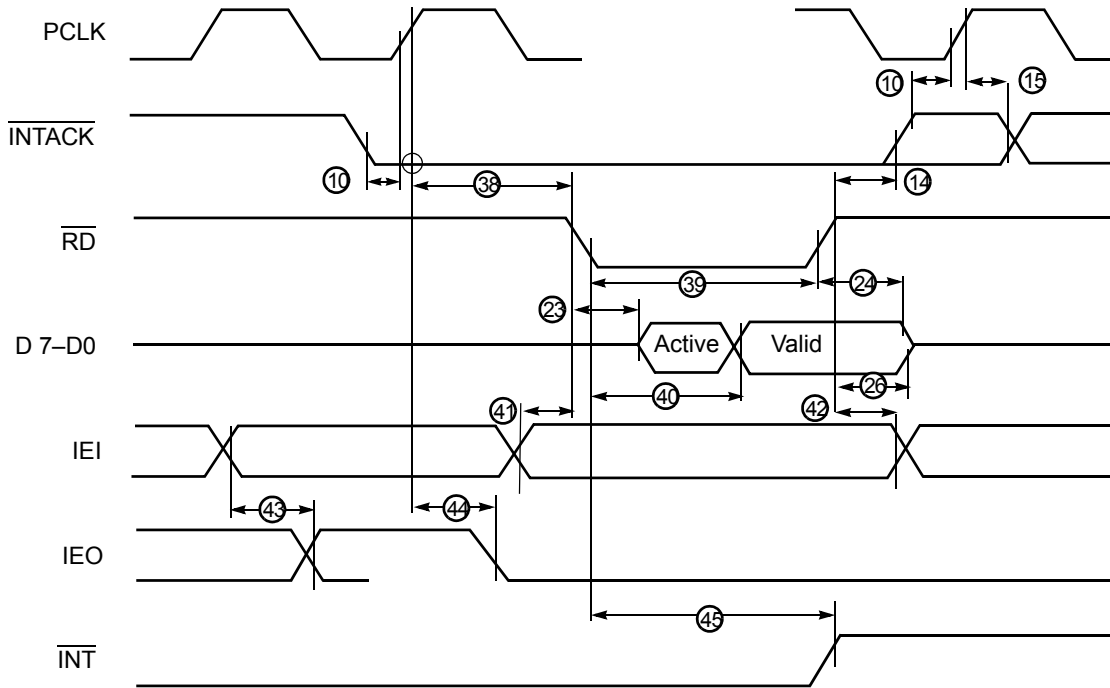 PCLK
⑩ ⑮
INTACK
⑩ ㊳ ⑭
RD
㊴ ㉔
㉓
D 7–D0 Active Valid
㉖
㊵
㊶ ㊷
IEI
㊸ ㊹
IEO
㊺
INT